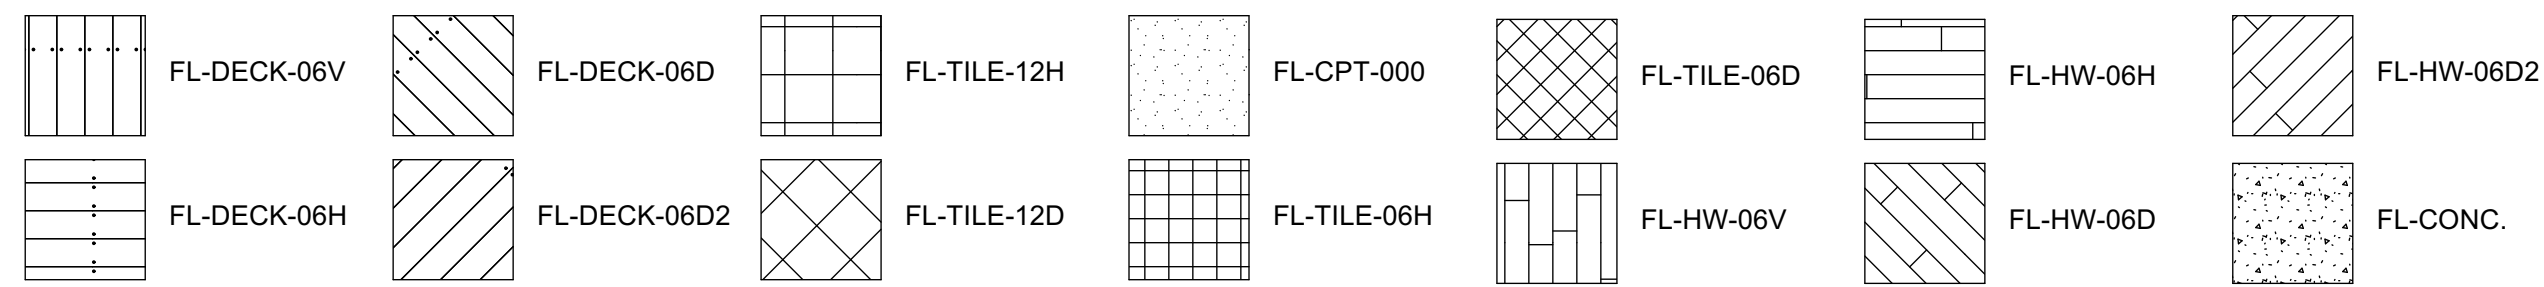 FL-DECK-06V
FL-DECK-06D
FL-TILE-12H
FL-CPT-000
FL-TILE-06D
FL-HW-06H
FL-HW-06D2
FL-DECK-06H
FL-DECK-06D2
FL-TILE-12D
FL-TILE-06H
FL-HW-06V
FL-HW-06D
FL-CONC.